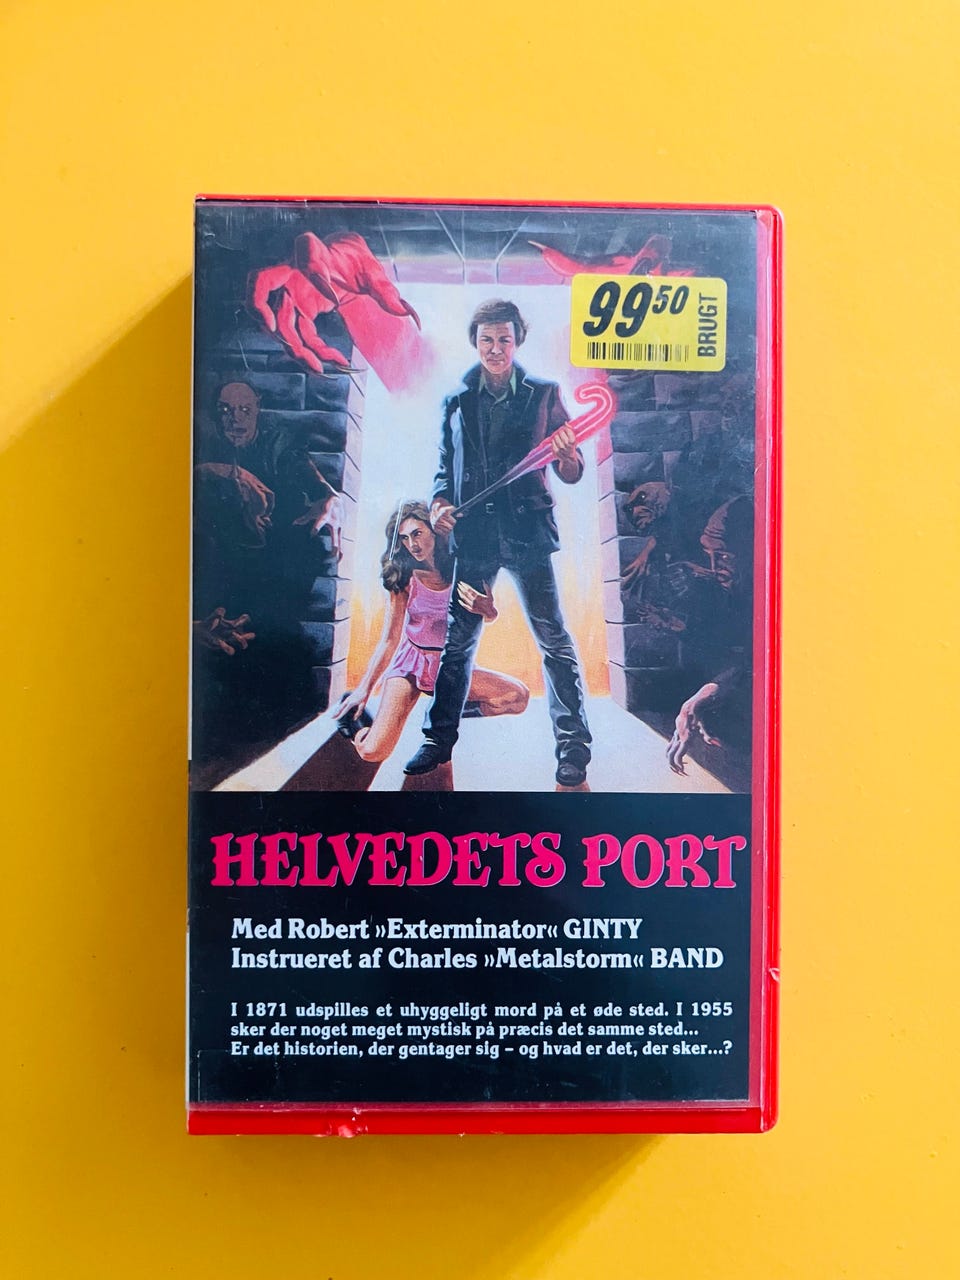 99 50
BRUGT
HELVEDETS PORT
Med Robert »Exterminator« GINTY
Instrueret af Charles »Metalstorm« BAND
I 1871 udspilles et uhyggeligt mord på et øde sted. I 1955
sker der noget meget mystisk på præcis det samme sted...
Er det historien, der gentager sig – og hvad er det, der sker...?